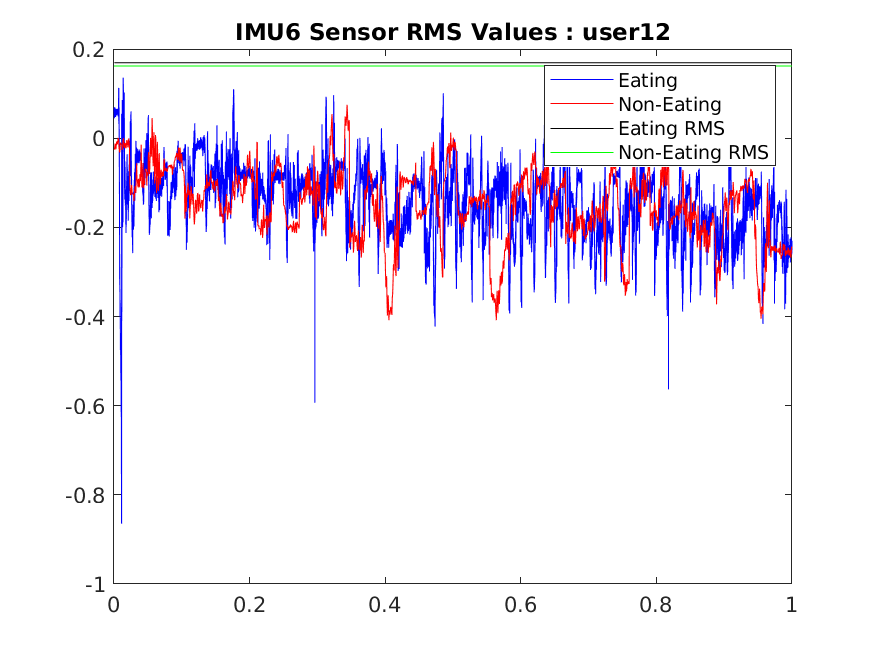 IMU6 Sensor RMS Values : user12
0.2
0
-0.2
-0.4
-0.6
-0.8
-1
Eating
Non-Eating
Eating RMS
Non-Eating RMS
0 0.2 0.4 0.6 0.8 1